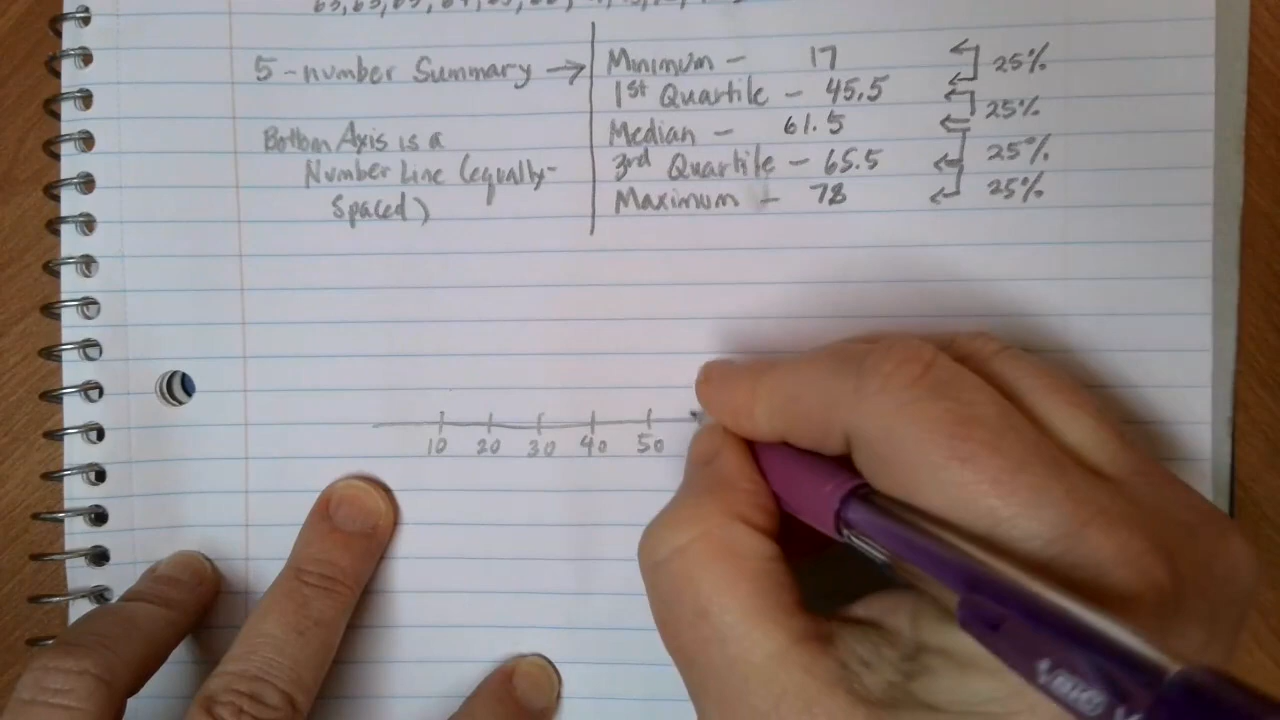 5-number Summary →
Minimum - 17
25%
1st Quartile - 45.5
25%
Median - 61.5
25%
3rd Quartile - 65.5
25%
Maximum - 78
Bottom Axis is a
Number Line (equally-
spaced)
10 20 30 40 50
BIC